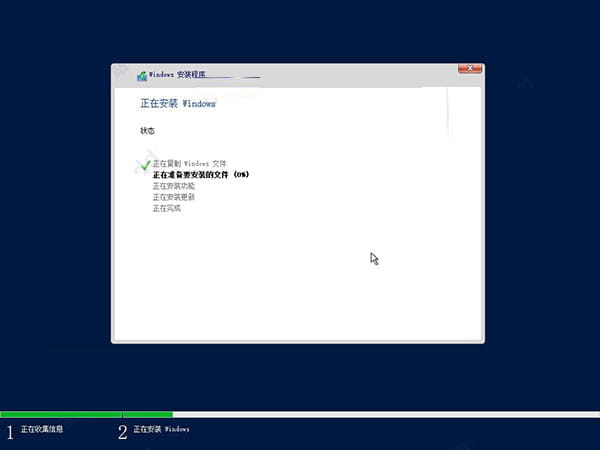 Windows 安装程序
正在安装 Windows
状态
正在复制 Windows 文件
正在准备要安装的文件 (0%)
正在安装功能
正在安装更新
正在完成
1 正在收集信息
2 正在安装 Windows